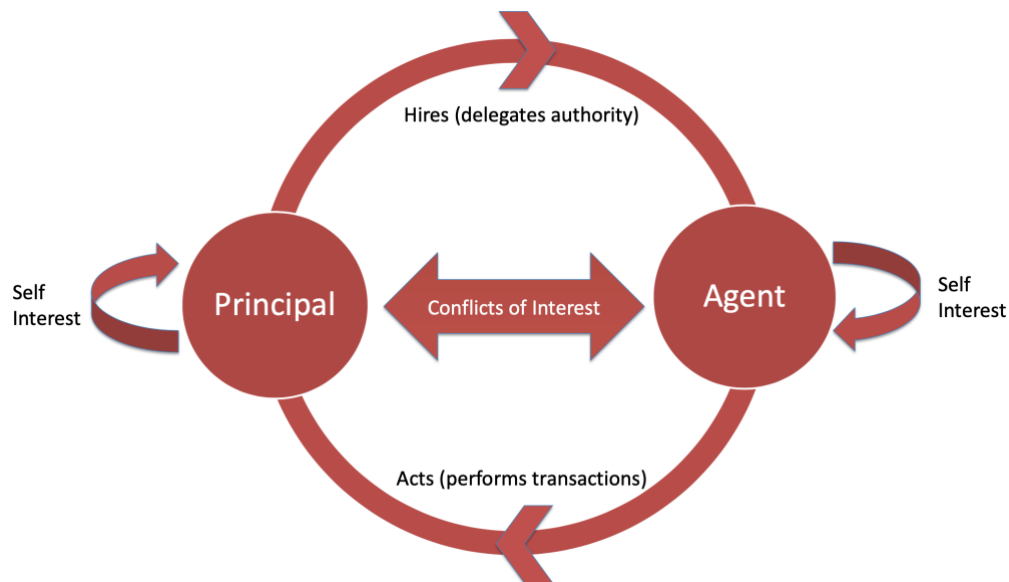 Hires (delegates authority)
Self
Interest
Principal
Conflicts of Interest
Agent
Self
Interest
Acts (performs transactions)